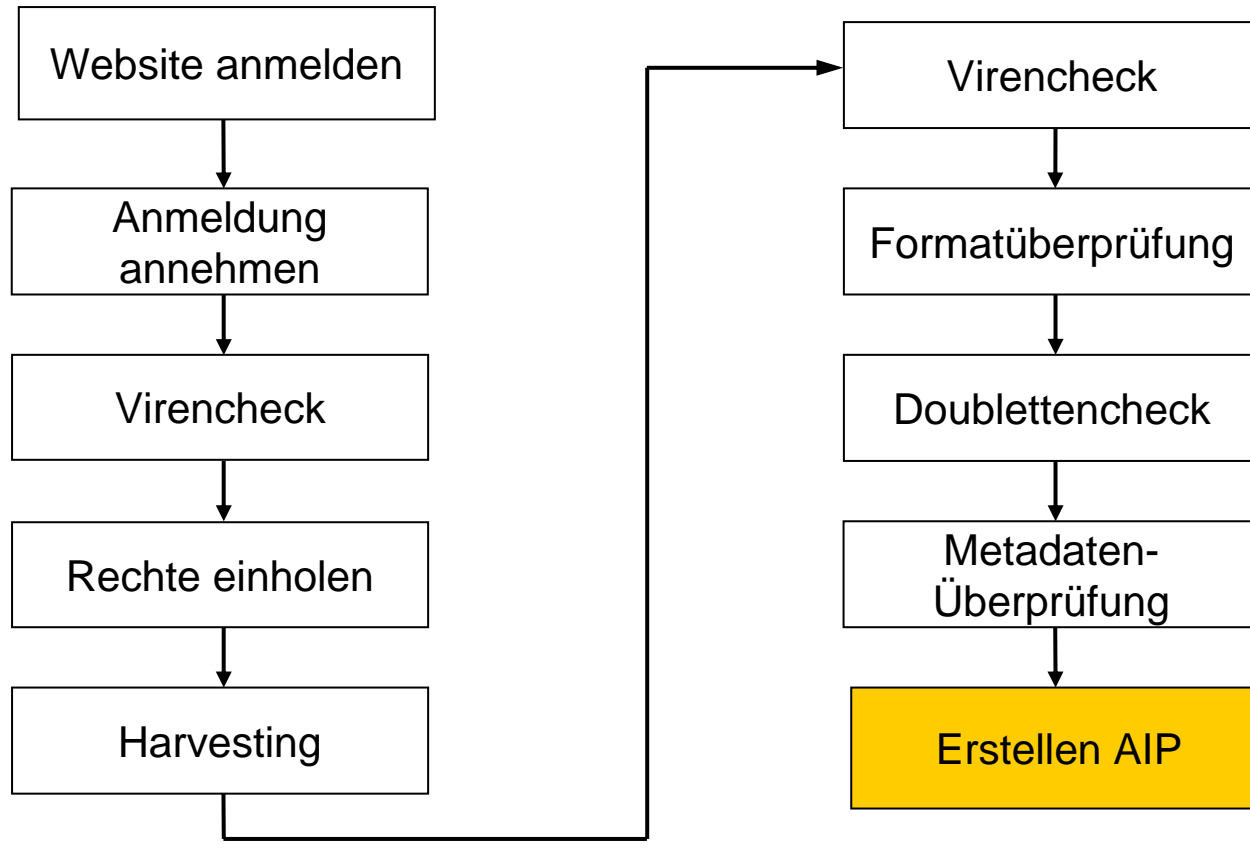 Website anmelden
Anmeldung
annehmen
Virencheck
Rechte einholen
Harvesting
Virencheck
Formatüberprüfung
Doublettencheck
Metadaten-
Überprüfung
Erstellen AIP